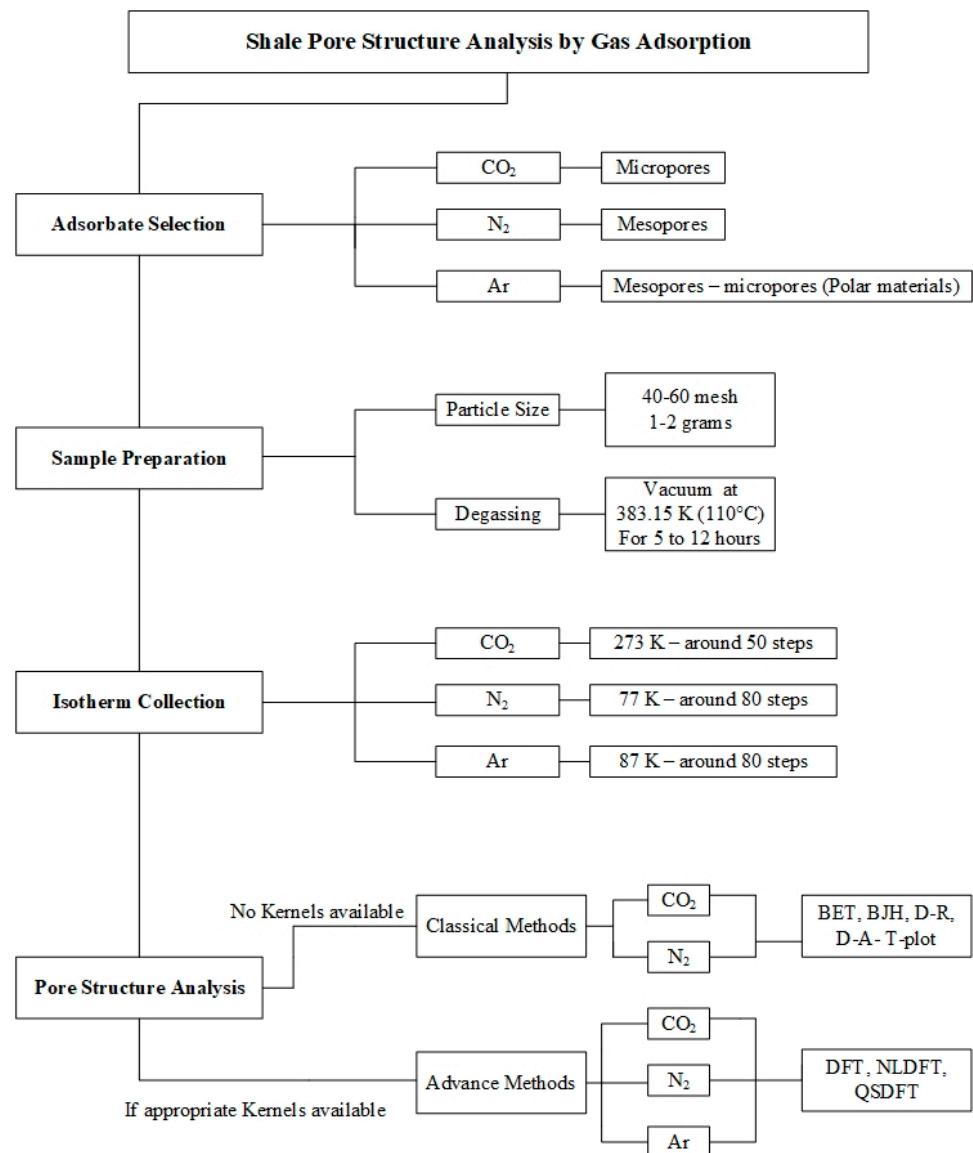 Shale Pore Structure Analysis by Gas Adsorption
Adsorbate Selection
CO₂
Micropores
N₂
Mesopores
Ar
Mesopores – micropores (Polar materials)
Sample Preparation
Particle Size
40-60 mesh
1-2 grams
Degassing
Vacuum at
383.15 K (110°C)
For 5 to 12 hours
Isotherm Collection
CO₂
273 K – around 50 steps
N₂
77 K – around 80 steps
Ar
87 K – around 80 steps
Pore Structure Analysis
No Kernels available
Classical Methods
CO₂
N₂
BET, BJH, D-R,
D-A- T-plot
If appropriate Kernels available
Advance Methods
CO₂
N₂
Ar
DFT, NLDFT,
QSDFT